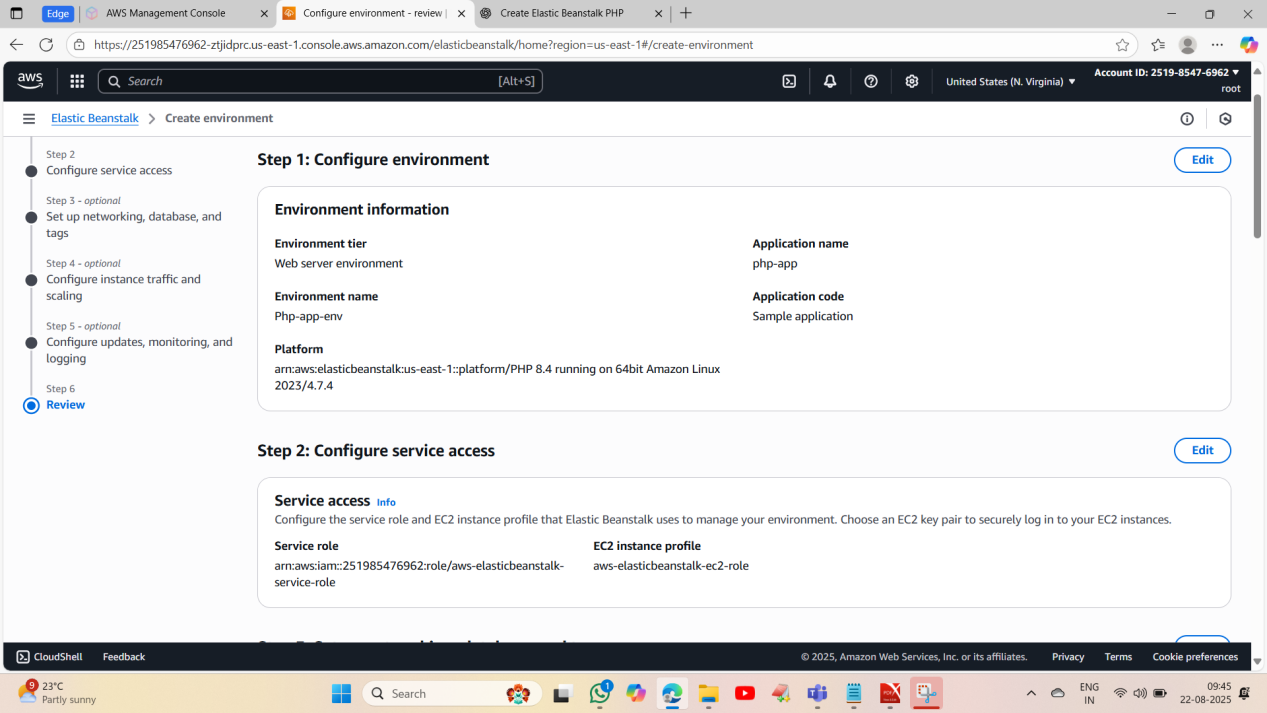 Edge
AWS Management Console
Configure environment - review |
Create Elastic Beanstalk PHP
https://251985476962-ztjidprc.us-east-1.console.aws.amazon.com/elasticbeanstalk/home?region=us-east-1#/create-environment
aws
Search
[Alt+S]
United States (N. Virginia)
Account ID: 2519-8547-6962
root
Elastic Beanstalk
Create environment
Step 2
Configure service access
Step 3 - optional
Set up networking, database, and
tags
Step 4 - optional
Configure instance traffic and
scaling
Step 5 - optional
Configure updates, monitoring, and
logging
Step 6
Review
Step 1: Configure environment
Edit
Environment information
Environment tier
Web server environment
Application name
php-app
Environment name
Php-app-env
Application code
Sample application
Platform
arn:aws:elasticbeanstalk:us-east-1::platform/PHP 8.4 running on 64bit Amazon Linux
2023/4.7.4
Step 2: Configure service access
Edit
Service access Info
Configure the service role and EC2 instance profile that Elastic Beanstalk uses to manage your environment. Choose an EC2 key pair to securely log in to your EC2 instances.
Service role
arn:aws:iam::251985476962:role/aws-elasticbeanstalk-
service-role
EC2 instance profile
aws-elasticbeanstalk-ec2-role
CloudShell
Feedback
© 2025, Amazon Web Services, Inc. or its affiliates.
Privacy
Terms
Cookie preferences
9
23°C
Partly sunny
Search
1
ENG
IN
09:45
22-08-2025